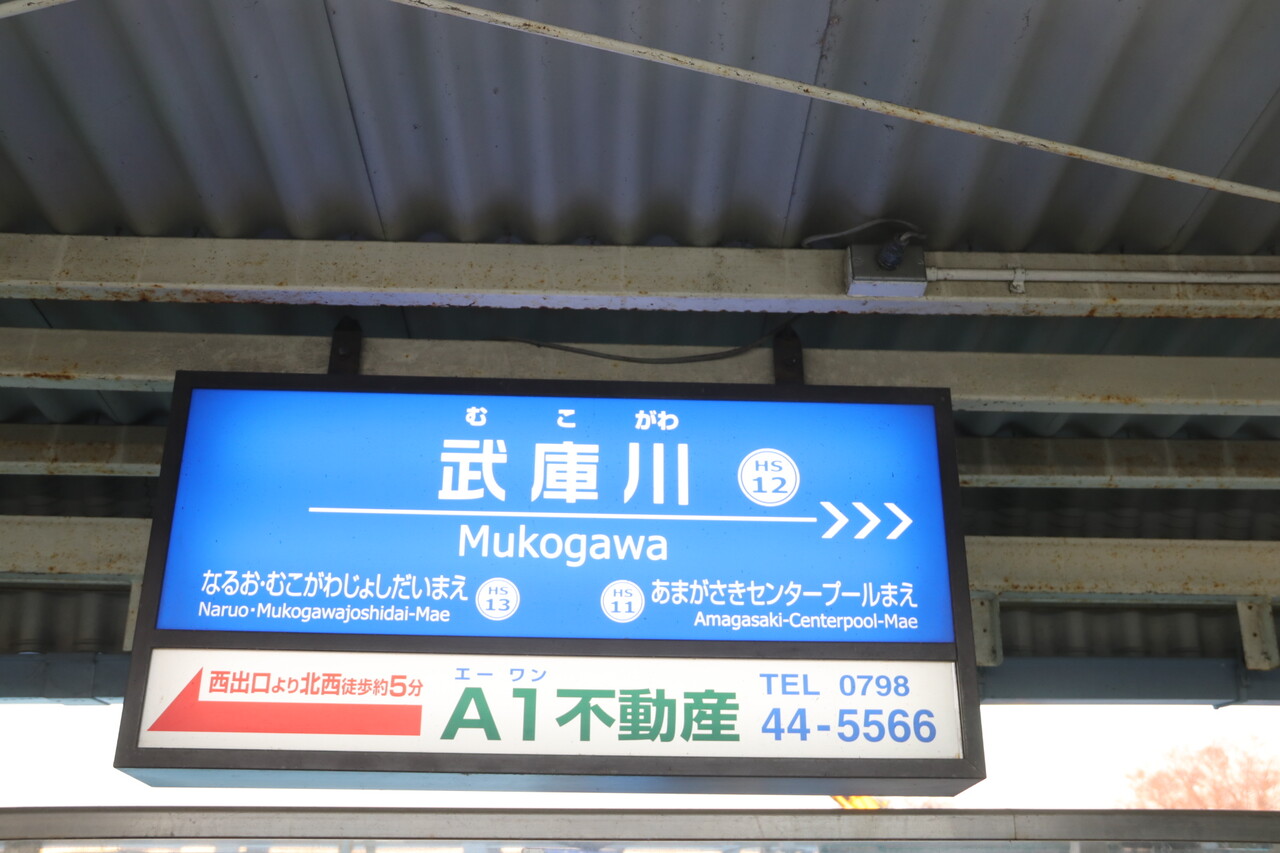 む こ がわ
武庫川
HS
12
Mukogawa
なるお・むこがわじょしだいまえ
Naruo・Mukogawajoshidai-Mae
HS
13
HS
11
あまがさきセンタープールまえ
Amagasaki-Centerpool-Mae
西出口より北西徒歩約5分
エー ワン
A1不動産
TEL 0798
44-5566